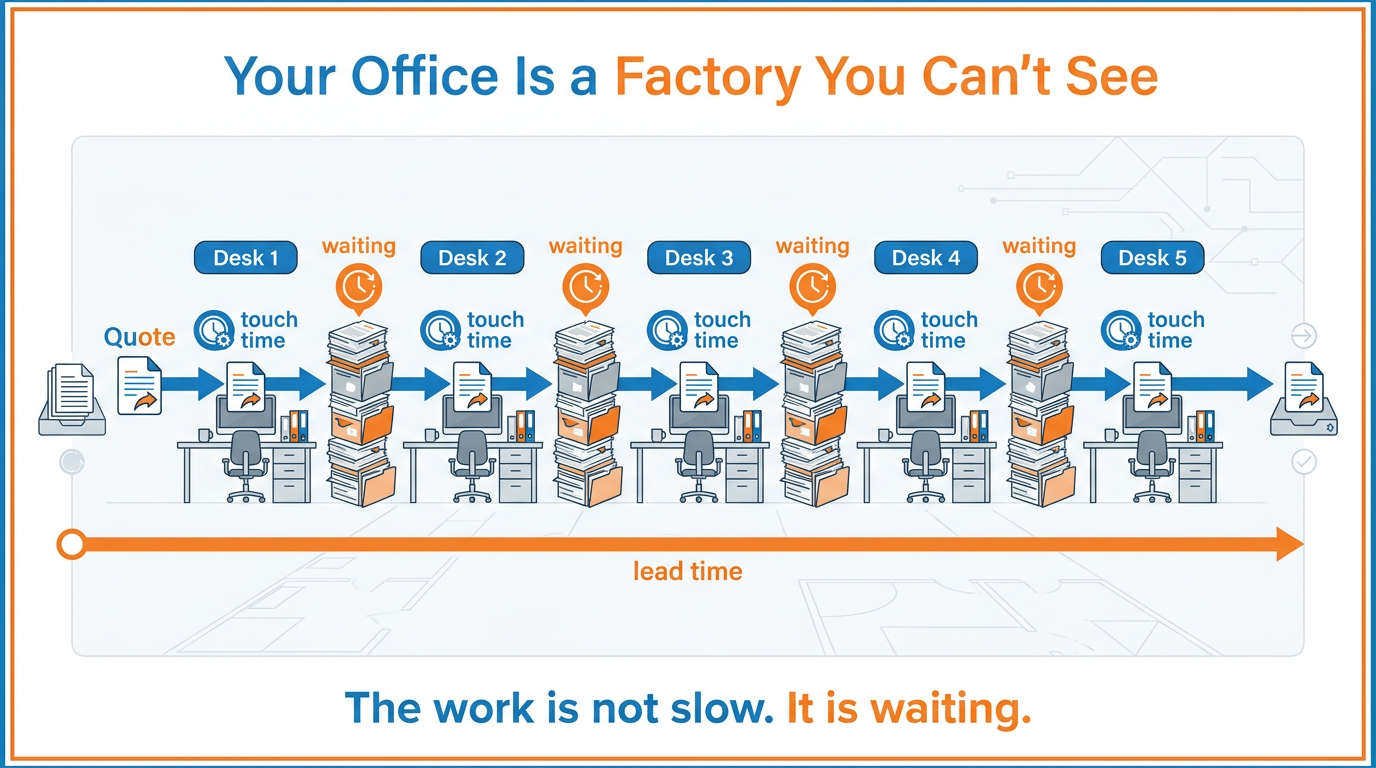 Your Office Is a Factory You Can't See
Desk 1
waiting
Desk 2
waiting
Desk 3
waiting
Desk 4
waiting
Desk 5
Quote
touch
time
touch
time
touch
time
touch
time
touch
time
lead time
The work is not slow. It is waiting.